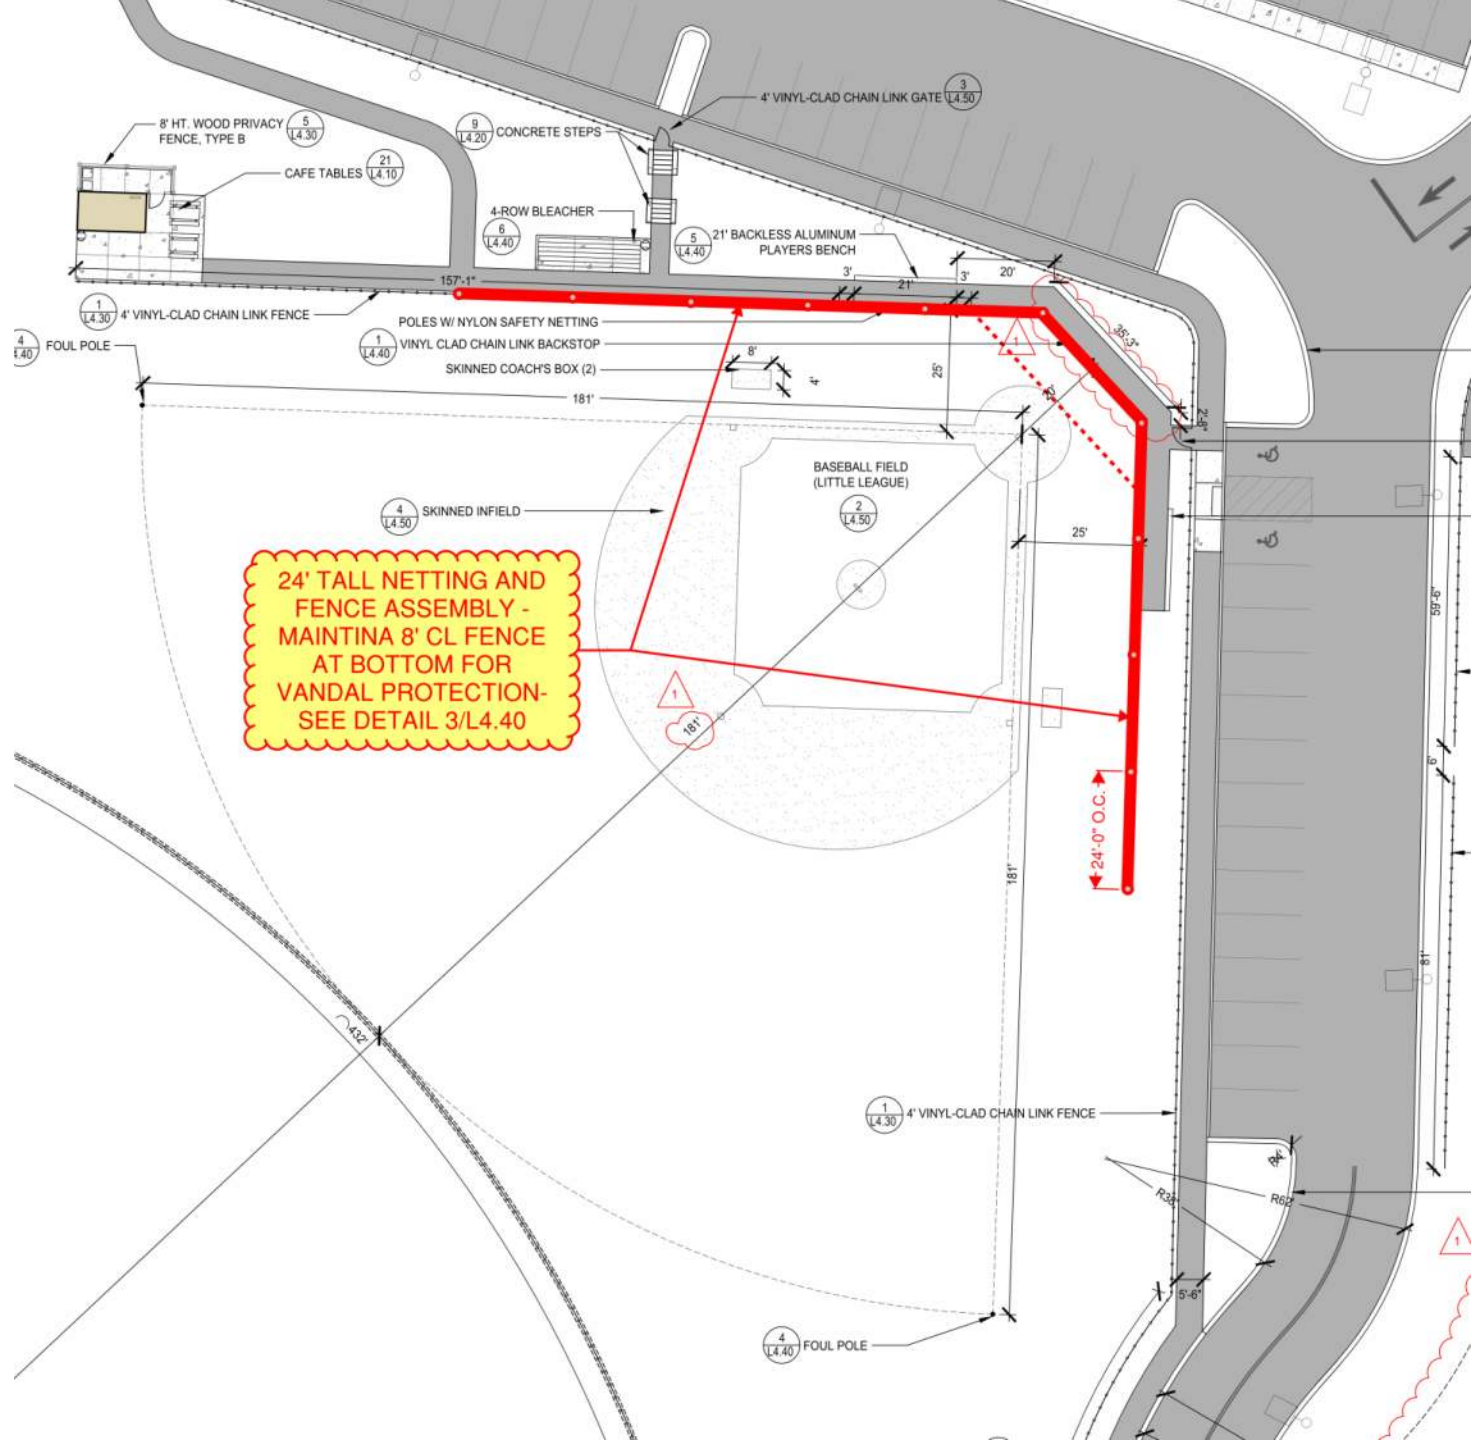 4' VINYL-CLAD CHAIN LINK GATE
3
L4.50
8' HT. WOOD PRIVACY
FENCE, TYPE B
5
L4.30
9
L4.20
CONCRETE STEPS
CAFE TABLES
21
L4.10
4-ROW BLEACHER
6
L4.40
5
L4.40
21' BACKLESS ALUMINUM
PLAYERS BENCH
3'
21'
3'
20'
157'-1"
1
L4.30
4' VINYL-CLAD CHAIN LINK FENCE
POLES W/ NYLON SAFETY NETTING
1
35'-3"
4
L4.40
FOUL POLE
1
L4.40
VINYL CLAD CHAIN LINK BACKSTOP
SKINNED COACH'S BOX (2)
8'
4'
25'
181'
2'-8"
BASEBALL FIELD
(LITTLE LEAGUE)
2
L4.50
4
L4.50
SKINNED INFIELD
25'
24' TALL NETTING AND
FENCE ASSEMBLY -
MAINTINA 8' CL FENCE
AT BOTTOM FOR
VANDAL PROTECTION-
SEE DETAIL 3/L4.40
59'-6"
1
181'
6'
24'-0" O.C.
181'
81'
432'
1
L4.30
4' VINYL-CLAD CHAIN LINK FENCE
R38'
R62'
1
5'-6"
4
L4.40
FOUL POLE